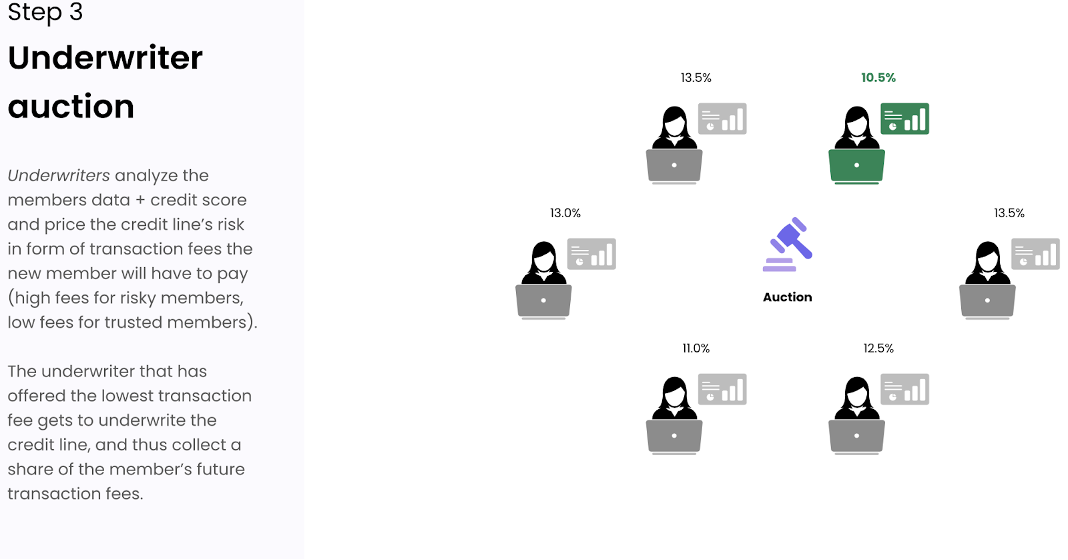 Step 3
Underwriter
auction
Underwriters analyze the
members data + credit score
and price the credit line’s risk
in form of transaction fees the
new member will have to pay
(high fees for risky members,
low fees for trusted members).
The underwriter that has
offered the lowest transaction
fee gets to underwrite the
credit line, and thus collect a
share of the member’s future
transaction fees.
13.5%
10.5%
13.0%
13.5%
Auction
11.0%
12.5%